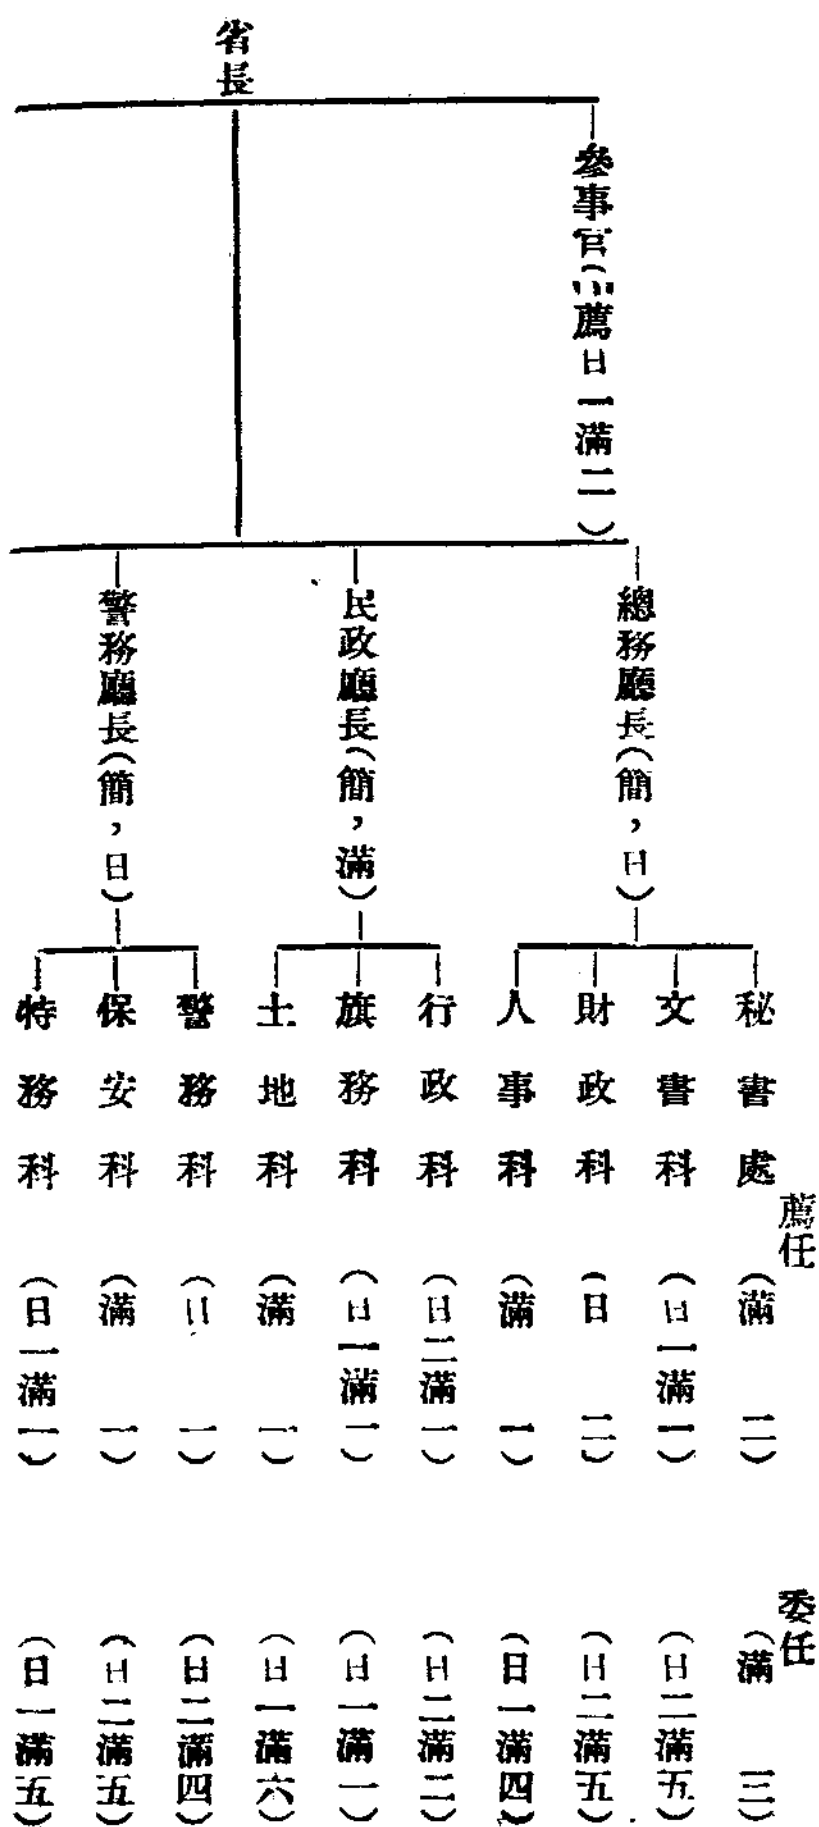 省長
參事官(薦日一滿二)
總務廳長(簡,日)
民政廳長(簡,滿)
警務廳長(簡,日)
薦任
委任
秘書處 (滿 二) (滿 三)
文書科 (日一滿一) (日二滿五)
財政科 (日 二) (日二滿五)
人事科 (滿 一) (日一滿四)
行政科 (日二滿一) (日二滿二)
旗務科 (日一滿一) (日一滿一)
土地科 (滿 一) (日一滿六)
警務科 (日 一) (日二滿四)
保安科 (滿 一) (日二滿五)
特務科 (日一滿一) (日一滿五)